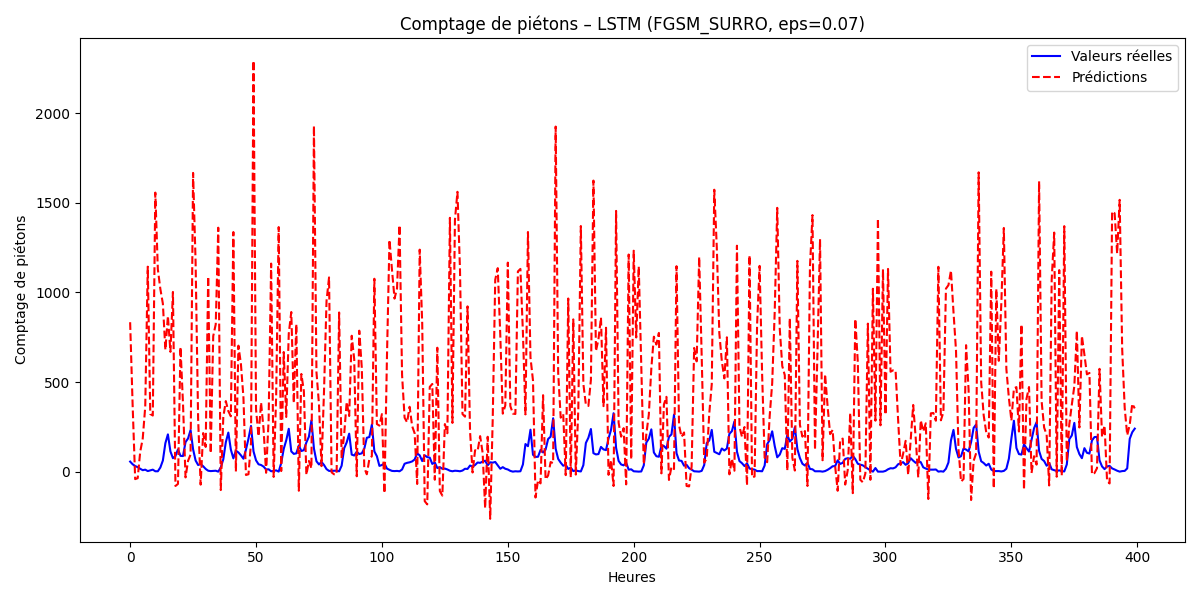 Comptage de piétons – LSTM (FGSM_SURRO, eps=0.07)
Valeurs réelles
Prédictions
Comptage de piétons
2000
1500
1000
500
0
0 50 100 150 200 250 300 350 400
Heures